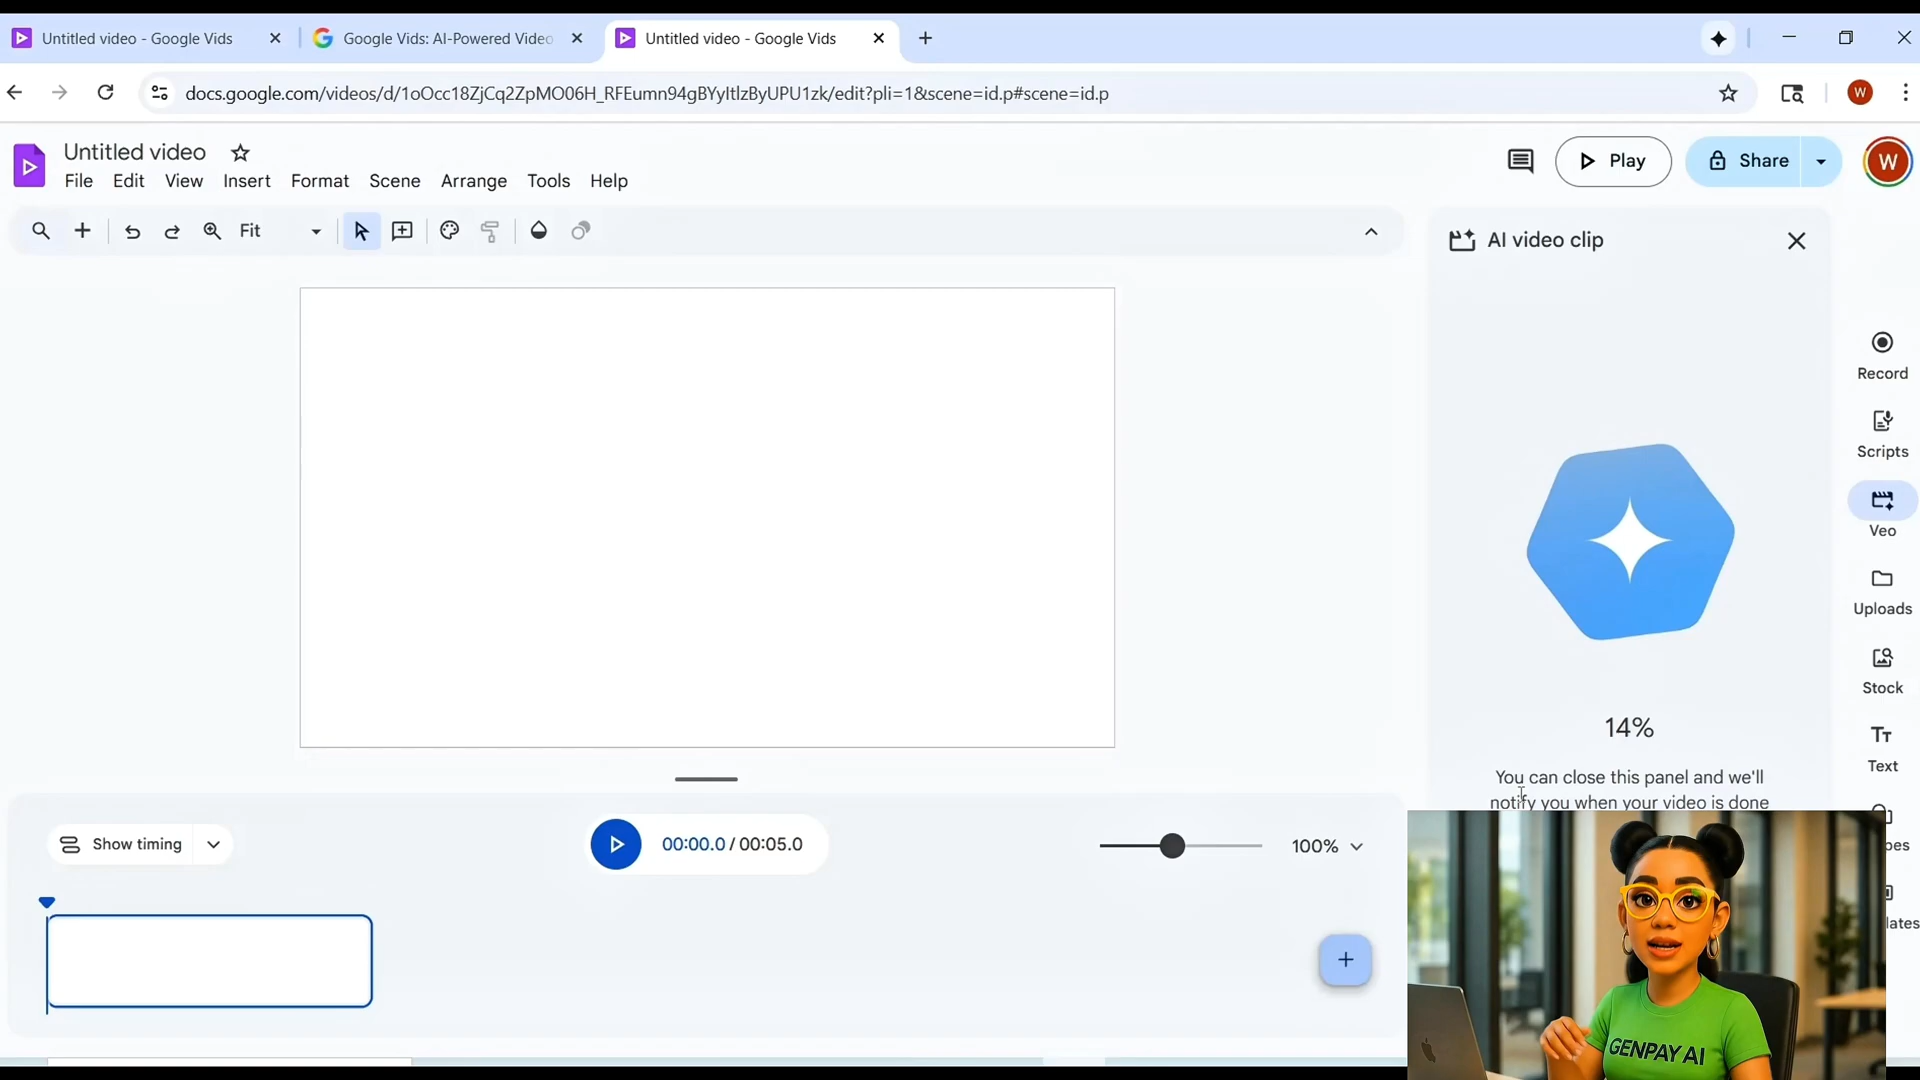 Untitled video - Google Vids
Google Vids: AI-Powered Video
Untitled video - Google Vids
docs.google.com/videos/d/1oOcc18ZjCq2ZpMO06H_RFEumn94gBYyItlzByUPU1zk/edit?pli=1&scene=id.p#scene=id.p
W
Untitled video
File Edit View Insert Format Scene Arrange Tools Help
Play
Share
W
Fit
AI video clip
Record
Scripts
Veo
Uploads
Stock
Text
14%
You can close this panel and we'll
notify you when your video is done
Show timing
00:00.0 / 00:05.0
100%
GENPAY AI